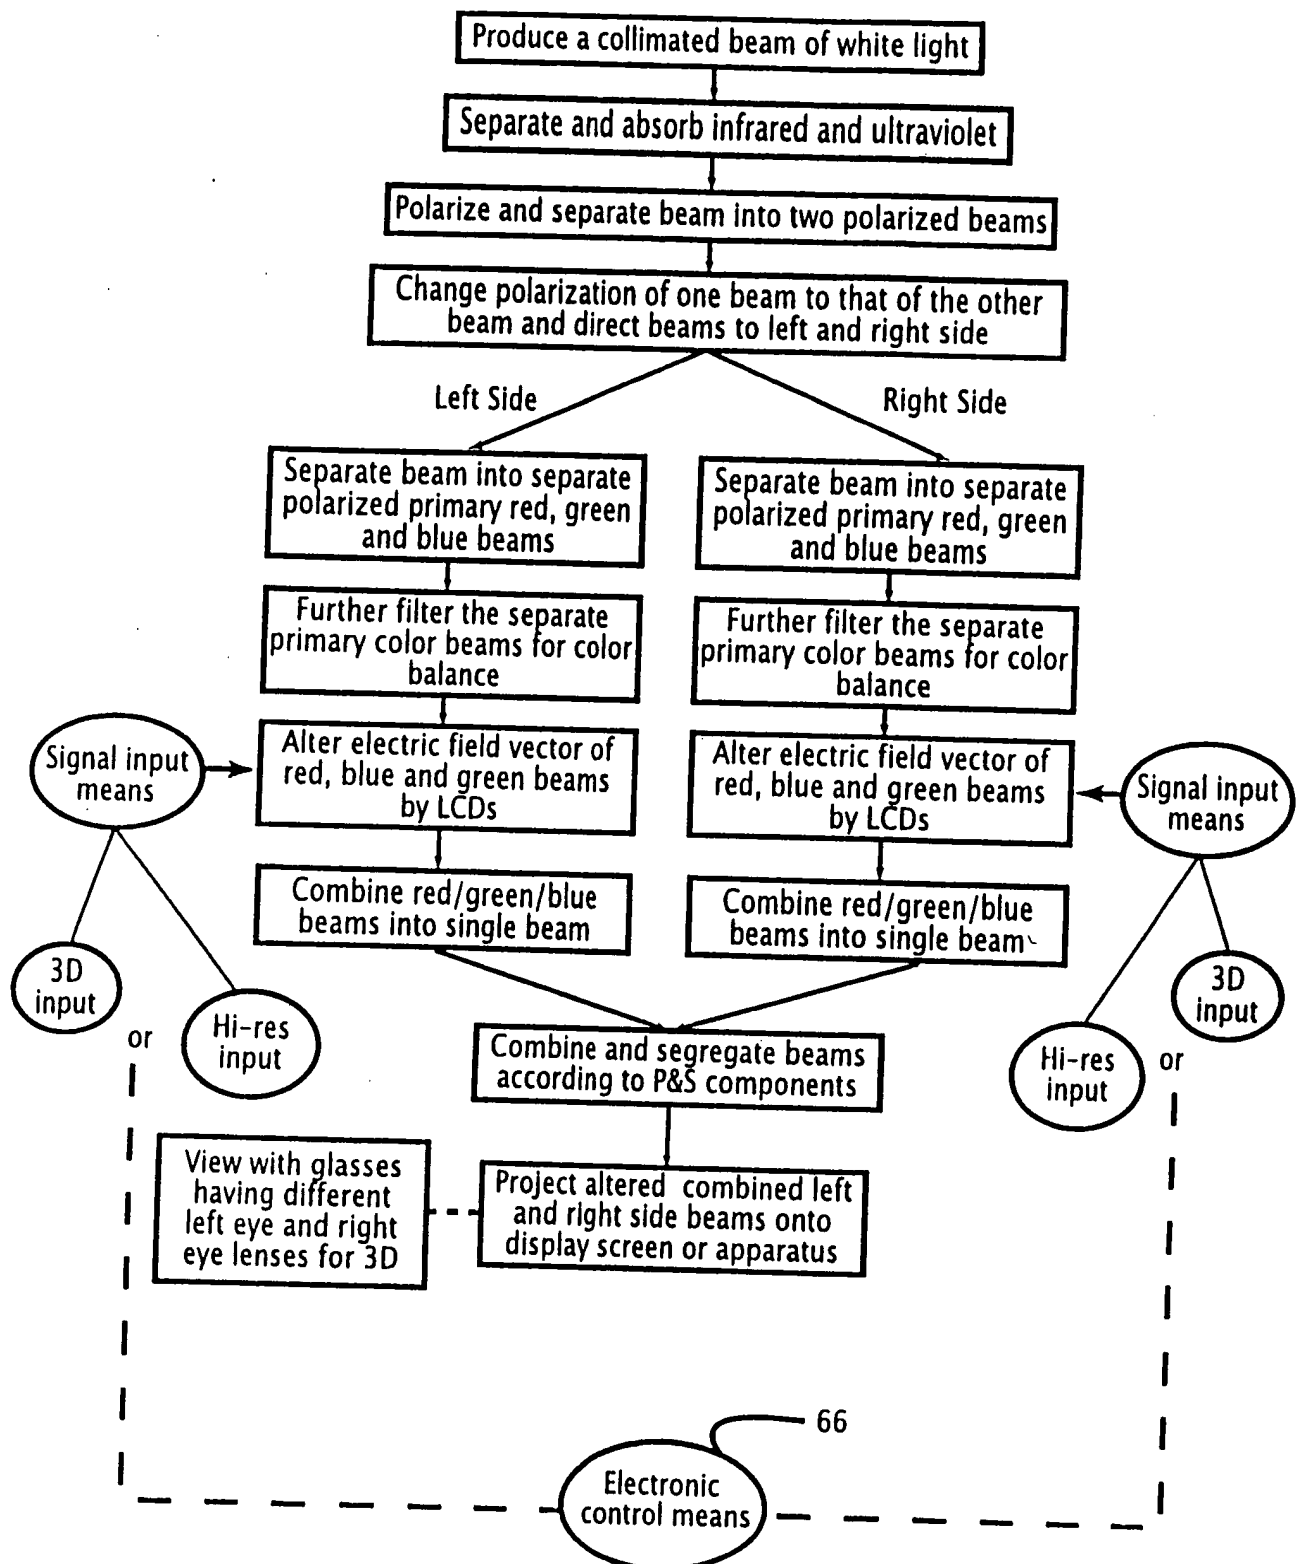 Produce a collimated beam of white light
Separate and absorb infrared and ultraviolet
Polarize and separate beam into two polarized beams
Change polarization of one beam to that of the other
beam and direct beams to left and right side
Left Side
Right Side
Separate beam into separate
polarized primary red, green
and blue beams
Separate beam into separate
polarized primary red, green
and blue beams
Further filter the separate
primary color beams for color
balance
Further filter the separate
primary color beams for color
balance
Signal input
means
Alter electric field vector of
red, blue and green beams
by LCDs
Alter electric field vector of
red, blue and green beams
by LCDs
Signal input
means
Combine red/green/blue
beams into single beam
Combine red/green/blue
beams into single beam
3D
input
or
Hi-res
input
Hi-res
input
or
3D
input
Combine and segregate beams
according to P&S components
View with glasses
having different
left eye and right
eye lenses for 3D
Project altered combined left
and right side beams onto
display screen or apparatus
66
Electronic
control means